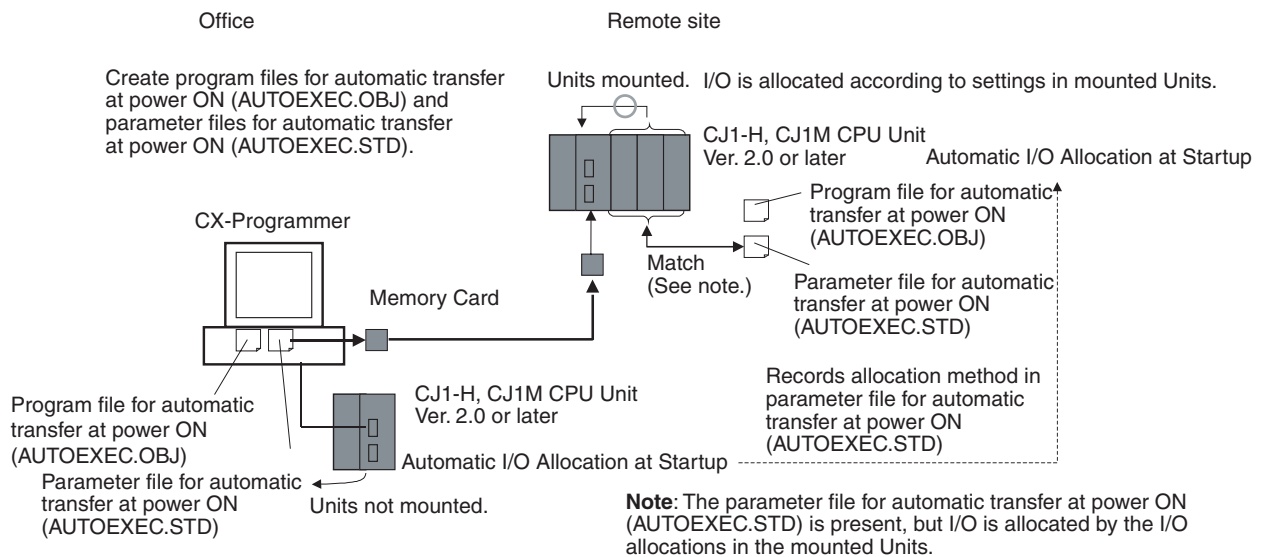 Office
Remote site
Create program files for automatic transfer
at power ON (AUTOEXEC.OBJ) and
parameter files for automatic transfer
at power ON (AUTOEXEC.STD).
Units mounted.
I/O is allocated according to settings in mounted Units.
CJ1-H, CJ1M CPU Unit
Ver. 2.0 or later
Automatic I/O Allocation at Startup
Program file for automatic
transfer at power ON
(AUTOEXEC.OBJ)
CX-Programmer
Match
(See note.)
Parameter file for automatic
transfer at power ON
(AUTOEXEC.STD)
Memory Card
Records allocation method in
parameter file for automatic
transfer at power ON
(AUTOEXEC.STD)
CJ1-H, CJ1M CPU Unit
Ver. 2.0 or later
Program file for automatic
transfer at power ON
(AUTOEXEC.OBJ)
Automatic I/O Allocation at Startup
Parameter file for automatic
transfer at power ON
(AUTOEXEC.STD)
Units not mounted.
Note: The parameter file for automatic transfer at power ON
(AUTOEXEC.STD) is present, but I/O is allocated by the I/O
allocations in the mounted Units.